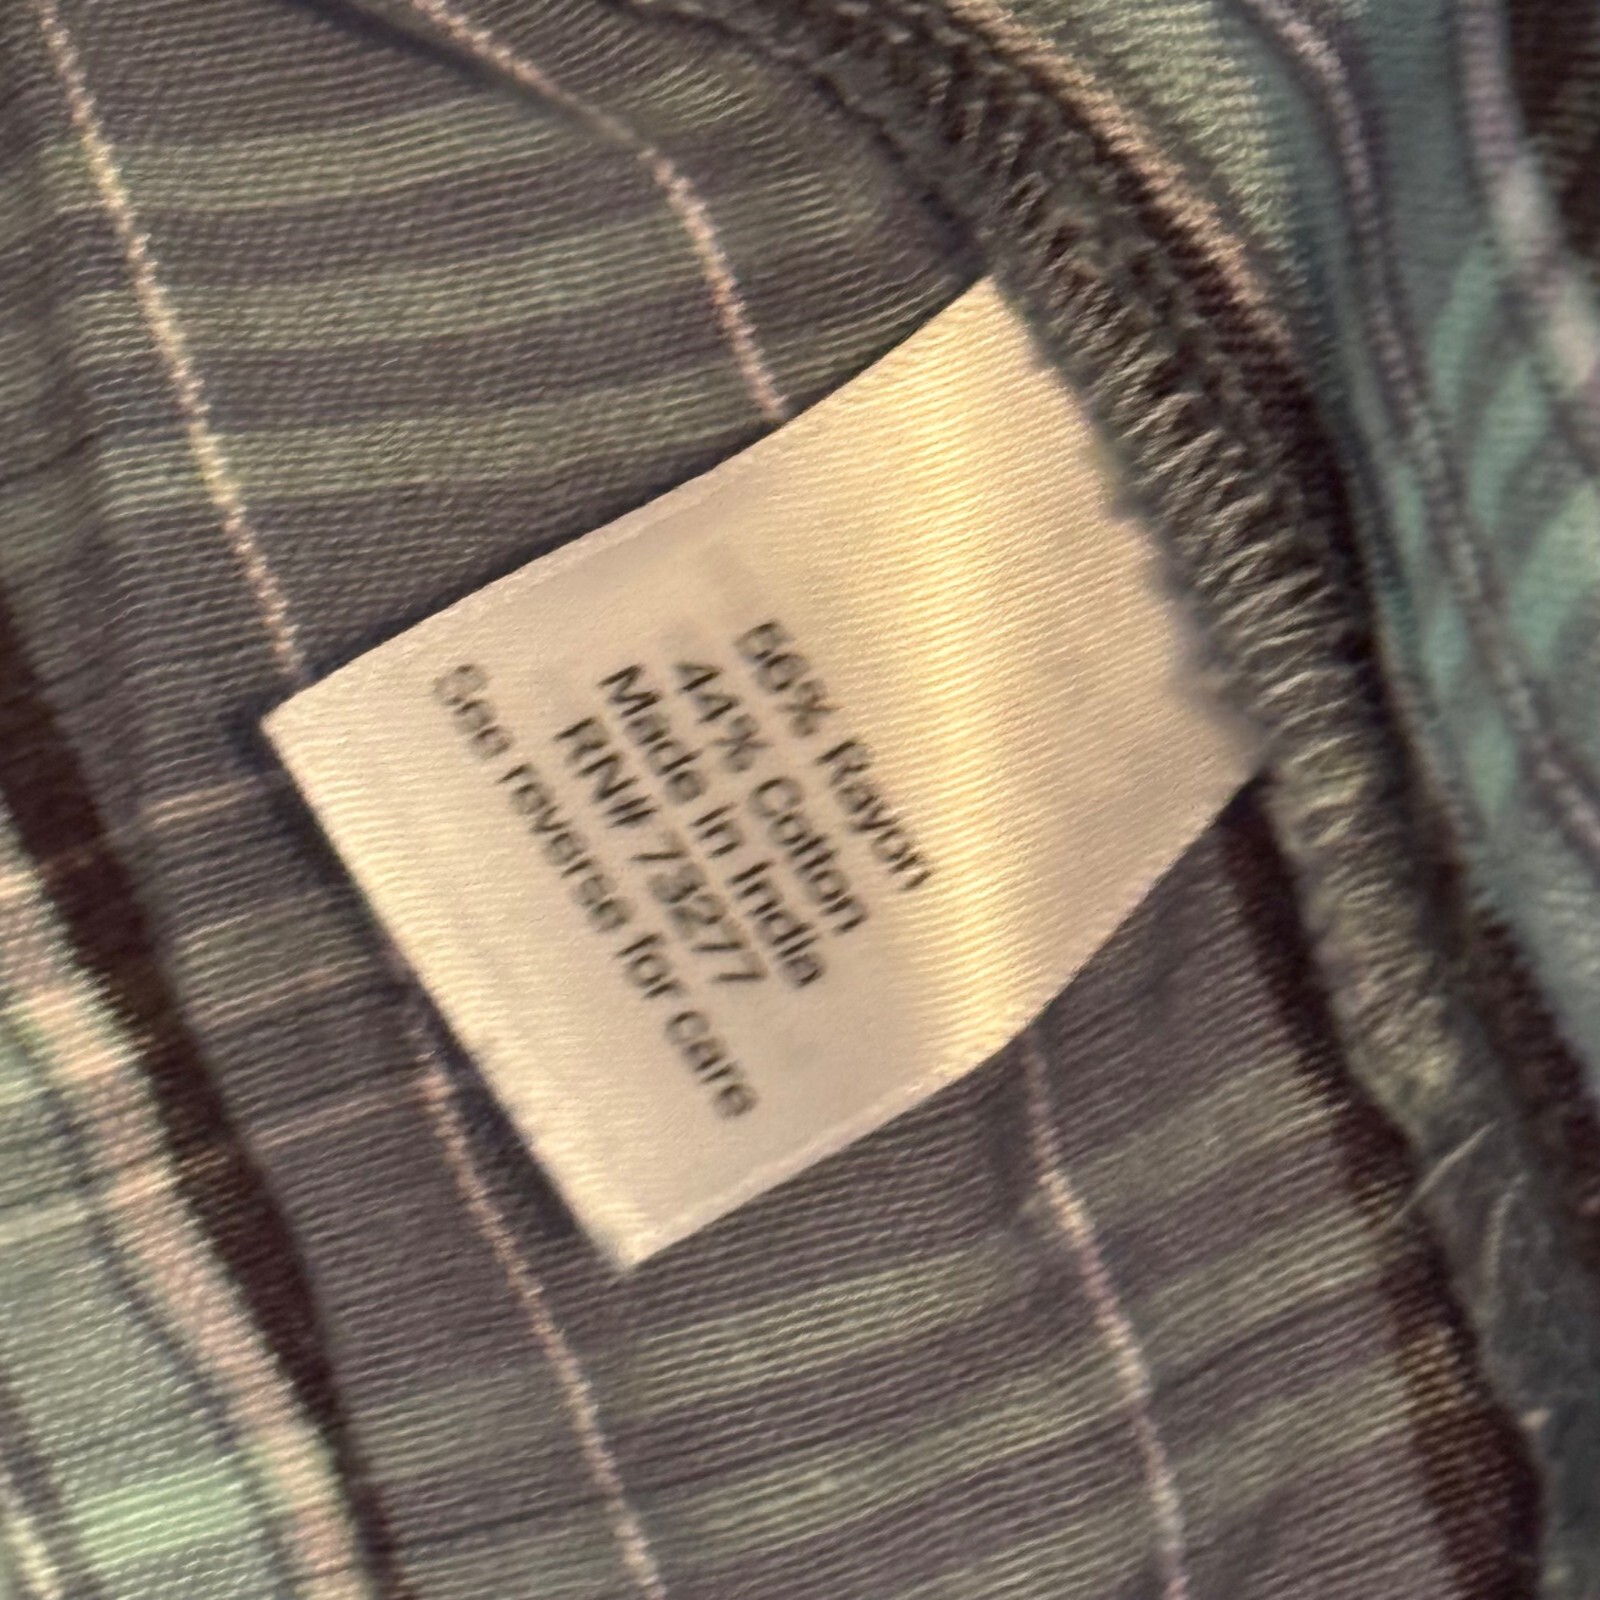 56% Rayon
44% Cotton
Made in India
RN# 73277
See reverse for care